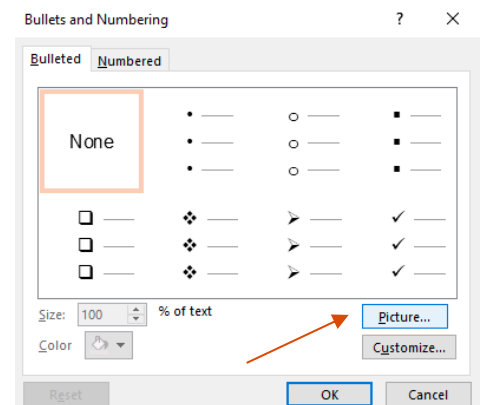 Bullets and Numbering ?
Bulleted Numbered
None
Size: 100 % of text
Picture...
Color
Customize...
Reset OK Cancel